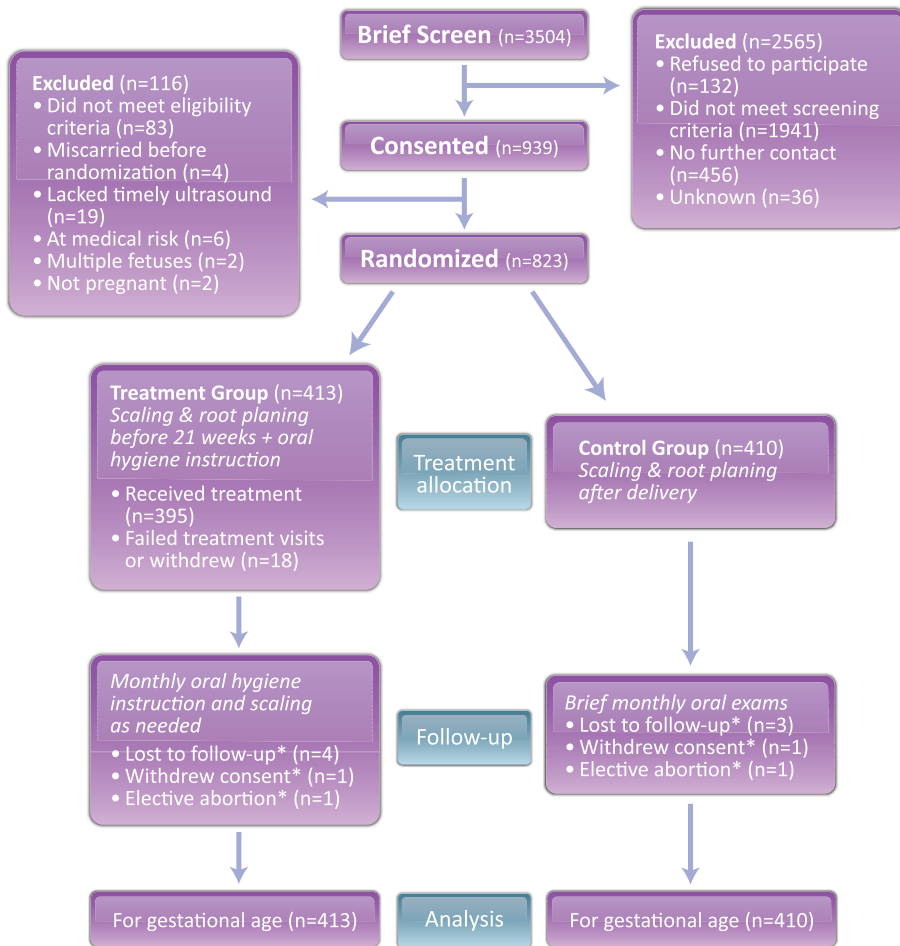 Brief Screen (n=3504)
Excluded (n=116)
• Did not meet eligibility
criteria (n=83)
• Miscarried before
randomization (n=4)
• Lacked timely ultrasound
(n=19)
• At medical risk (n=6)
• Multiple fetuses (n=2)
• Not pregnant (n=2)
Excluded (n=2565)
• Refused to participate
(n=132)
• Did not meet screening
criteria (n=1941)
• No further contact
(n=456)
• Unknown (n=36)
Consented (n=939)
Randomized (n=823)
Treatment Group (n=413)
Scaling & root planing
before 21 weeks + oral
hygiene instruction
• Received treatment
(n=395)
• Failed treatment visits
or withdrew (n=18)
Treatment
allocation
Control Group (n=410)
Scaling & root planing
after delivery
Monthly oral hygiene
instruction and scaling
as needed
• Lost to follow-up* (n=4)
• Withdrew consent* (n=1)
• Elective abortion* (n=1)
Follow-up
Brief monthly oral exams
• Lost to follow-up* (n=3)
• Withdrew consent* (n=1)
• Elective abortion* (n=1)
For gestational age (n=413)
Analysis
For gestational age (n=410)